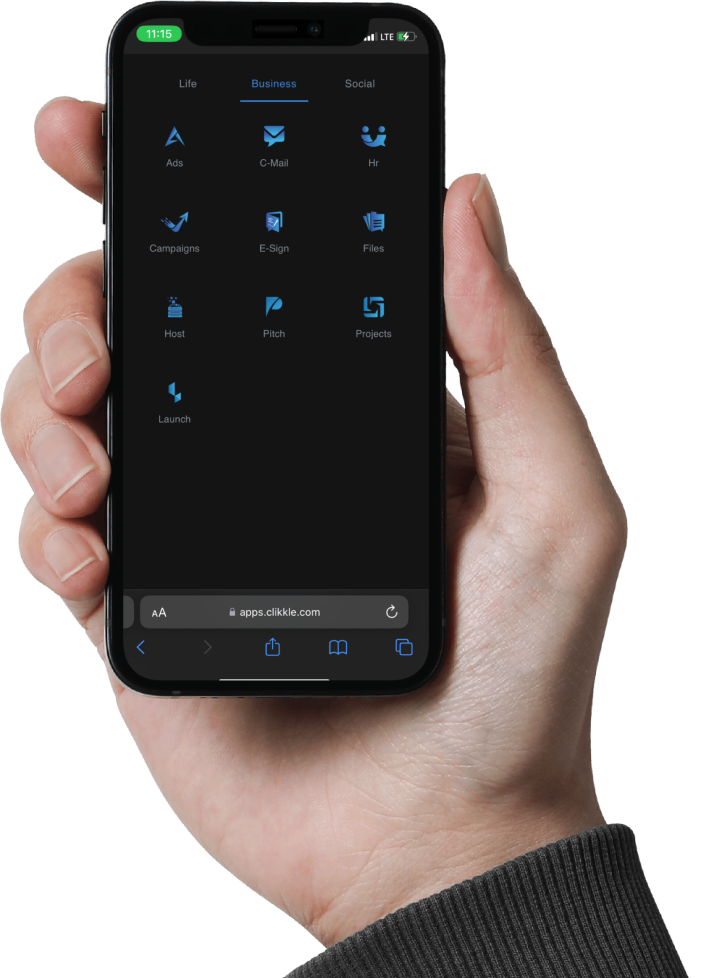 11:15 LTE
Life Business Social
Ads C-Mail Hr
Campaigns E-Sign Files
Host Pitch Projects
Launch
AA apps.clikkle.com